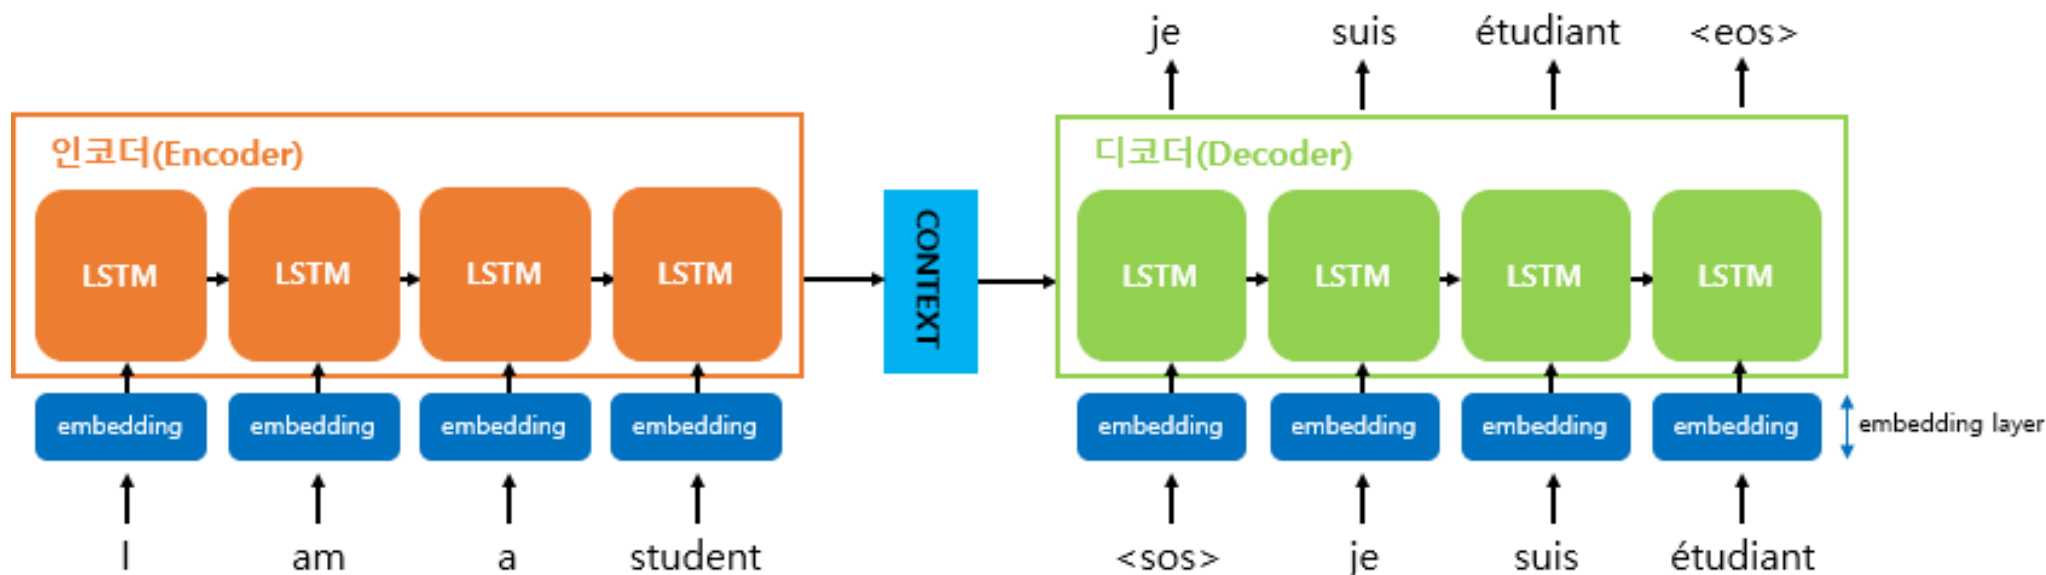 je suis étudiant <eos>
인코더(Encoder)
디코더(Decoder)
LSTM LSTM LSTM LSTM
CONTEXT
LSTM LSTM LSTM LSTM
embedding embedding embedding embedding
embedding embedding embedding embedding
embedding layer
I am a student
<sos> je suis étudiant